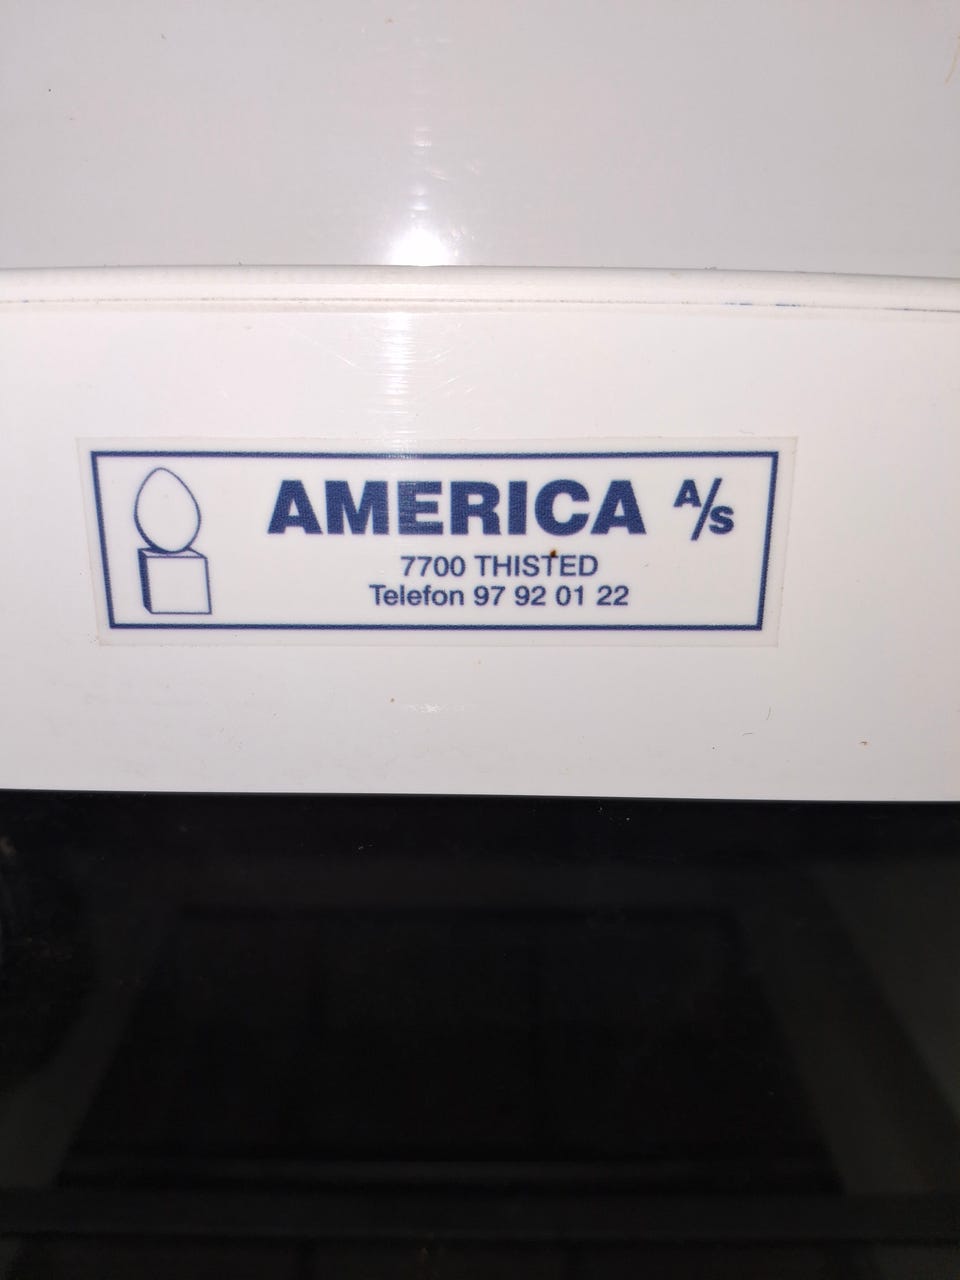 AMERICA A/S
7700 THISTED
Telefon 97 92 01 22